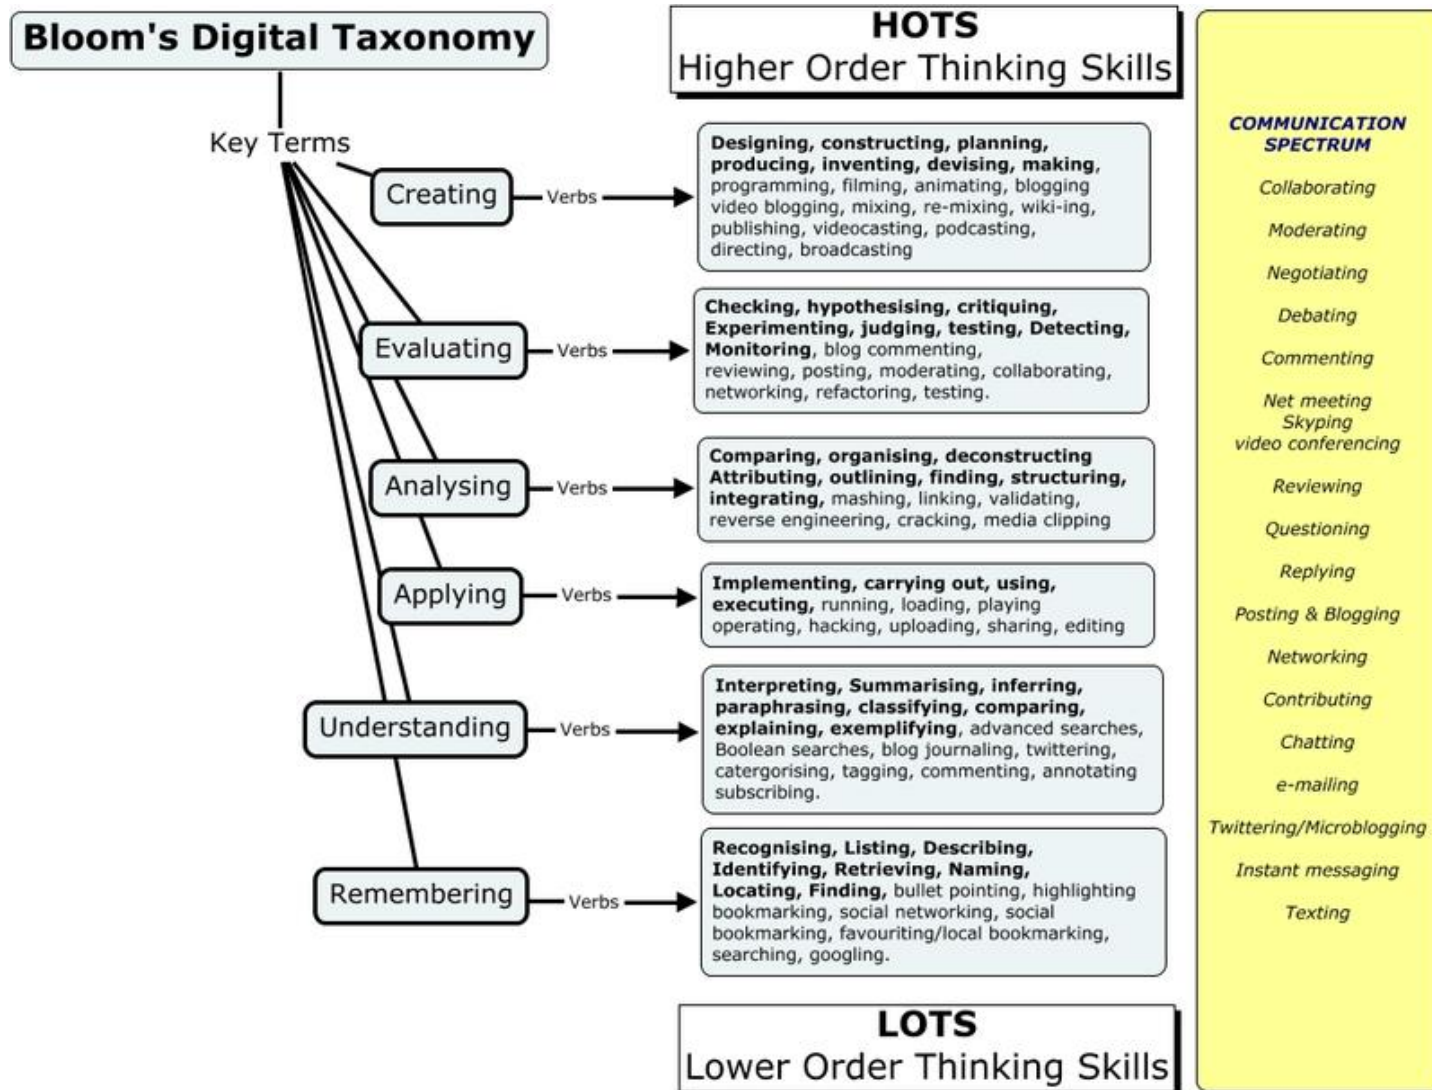 Bloom's Digital Taxonomy
Key Terms
HOTS
Higher Order Thinking Skills
Creating
Verbs
Designing, constructing, planning,
producing, inventing, devising, making,
programming, filming, animating, blogging
video blogging, mixing, re-mixing, wiki-ing,
publishing, videocasting, podcasting,
directing, broadcasting
Evaluating
Verbs
Checking, hypothesising, critiquing,
Experimenting, judging, testing, Detecting,
Monitoring, blog commenting,
reviewing, posting, moderating, collaborating,
networking, refactoring, testing.
Analysing
Verbs
Comparing, organising, deconstructing
Attributing, outlining, finding, structuring,
integrating, mashing, linking, validating,
reverse engineering, cracking, media clipping
Applying
Verbs
Implementing, carrying out, using,
executing, running, loading, playing
operating, hacking, uploading, sharing, editing
Understanding
Verbs
Interpreting, Summarising, inferring,
paraphrasing, classifying, comparing,
explaining, exemplifying, advanced searches,
Boolean searches, blog journaling, twittering,
catergorising, tagging, commenting, annotating
subscribing.
Remembering
Verbs
Recognising, Listing, Describing,
Identifying, Retrieving, Naming,
Locating, Finding, bullet pointing, highlighting
bookmarking, social networking, social
bookmarking, favouriting/local bookmarking,
searching, googling.
LOTS
Lower Order Thinking Skills
COMMUNICATION
SPECTRUM
Collaborating
Moderating
Negotiating
Debating
Commenting
Net meeting
Skyping
video conferencing
Reviewing
Questioning
Replying
Posting & Blogging
Networking
Contributing
Chatting
e-mailing
Twittering/Microblogging
Instant messaging
Texting